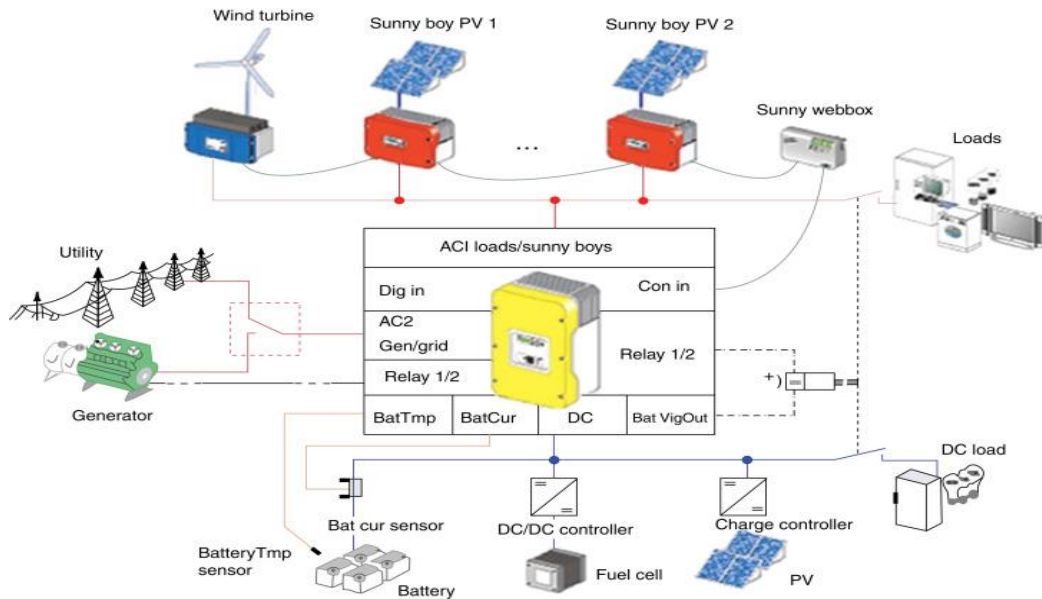 Wind turbine
Sunny boy PV 1
Sunny boy PV 2
Sunny webbox
Loads
...
ACI loads/sunny boys
Utility
Dig in
Con in
AC2
Gen/grid
Relay 1/2
Relay 1/2
Generator
+)
BatTmp
BatCur
DC
Bat VigOut
DC load
Bat cur sensor
DC/DC controller
Charge controller
BatteryTmp
sensor
Battery
Fuel cell
PV